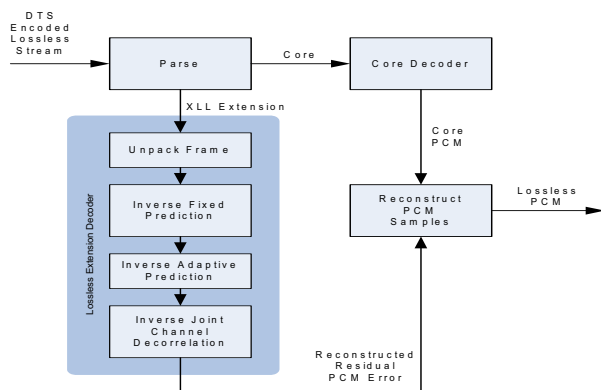 DTS
Encoded
Lossless
Stream
Parse
Core
Core Decoder
XLL Extension
Core
PCM
Lossless Extension Decoder
Unpack Frame
Inverse Fixed
Prediction
Inverse Adaptive
Prediction
Inverse Joint
Channel
Decorrelation
Reconstruct
PCM
Samples
Lossless
PCM
Reconstructed
Residual
PCM Error